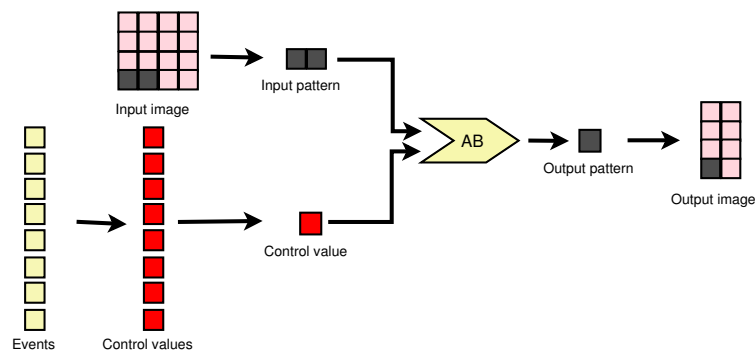 Input image
Input pattern
AB
Output pattern
Output image
Control value
Events
Control values